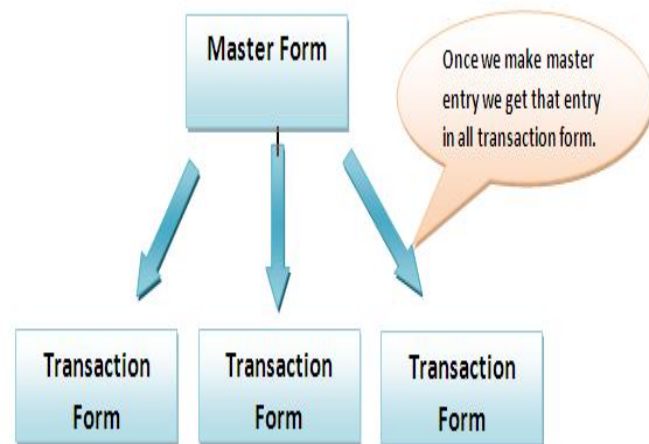 Master Form
Once we make master
entry we get that entry
in all transaction form.
Transaction
Form
Transaction
Form
Transaction
Form